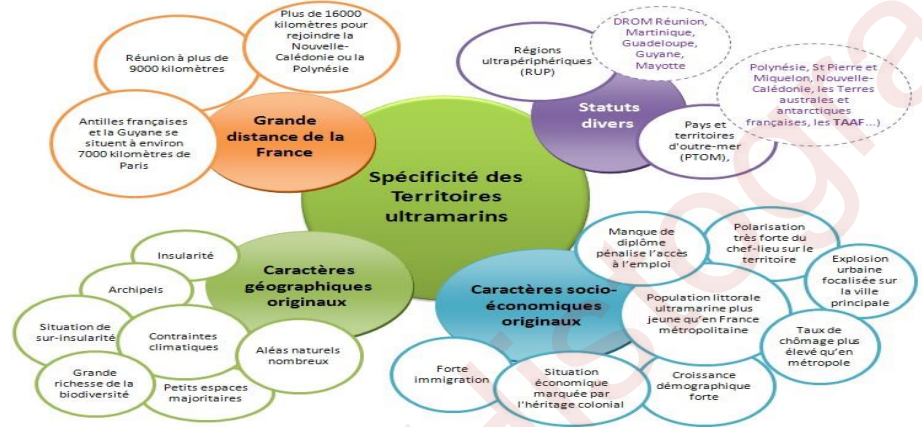 Plus de 16000
kilomètres pour
rejoindre la
Nouvelle-
Calédonie ou la
Polynésie
Réunion à plus de
9000 kilomètres
Antilles françaises
et la Guyane se
situent à environ
7000 kilomètres de
Paris
Grande
distance de la
France
Régions
ultrapériphériques
(RUP)
DROM Réunion,
Martinique,
Guadeloupe,
Guyane,
Mayotte
Statuts
divers
Polynésie, St Pierre et
Miquelon, Nouvelle-
Calédonie, les Terres
australes et
antarctiques
françaises, les TAAF...)
Pays et
territoires
d'outre-mer
(PTOM),
Spécificité des
Territoires
ultramarins
Insularité
Archipels
Situation de
sur-insularité
Contraintes
climatiques
Grande
richesse de la
biodiversité
Petits espaces
majoritaires
Aléas naturels
nombreux
Caractères
géographiques
originaux
Caractères socio-
économiques
originaux
Manque de
diplôme
pénalise l'accès
à l'emploi
Polarisation
très forte du
chef-lieu sur le
territoire
Explosion
urbaine
focalisée sur
la ville
principale
Population littorale
ultramarine plus
jeune qu'en France
métropolitaine
Taux de
chômage plus
élevé qu'en
métropole
Forte
immigration
Situation
économique
marquée par
l'héritage colonial
Croissance
démographique
forte